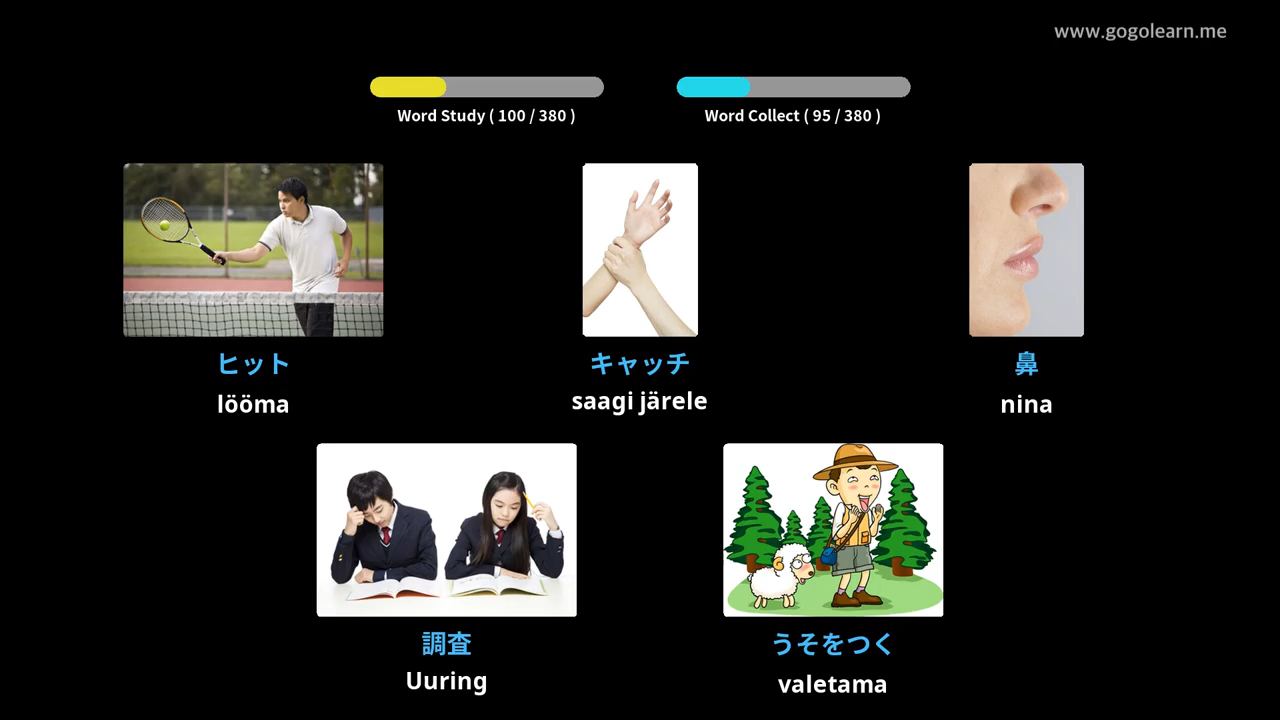 www.gogolearn.me
Word Study ( 100 / 380 )
Word Collect ( 95 / 380 )
ヒット
lööma
キャッチ
saagi järele
鼻
nina
調査
Uuring
うそをつく
valetama